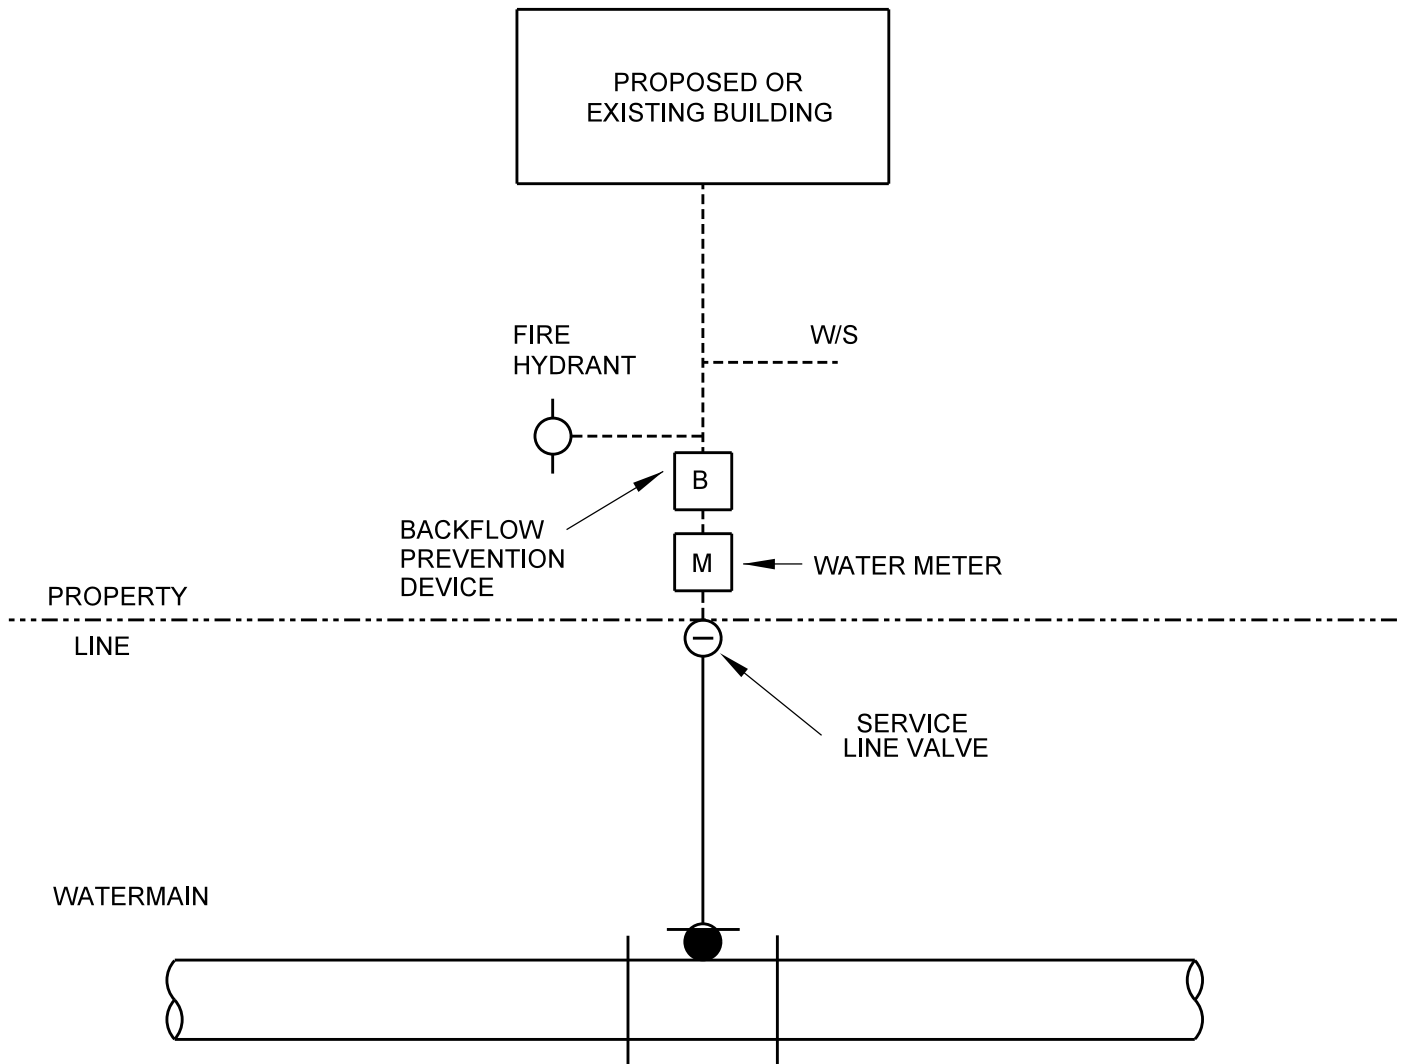 PROPOSED OR
EXISTING BUILDING
FIRE
HYDRANT
W/S
B
BACKFLOW
PREVENTION
DEVICE
M
WATER METER
PROPERTY
LINE
SERVICE
LINE VALVE
WATERMAIN